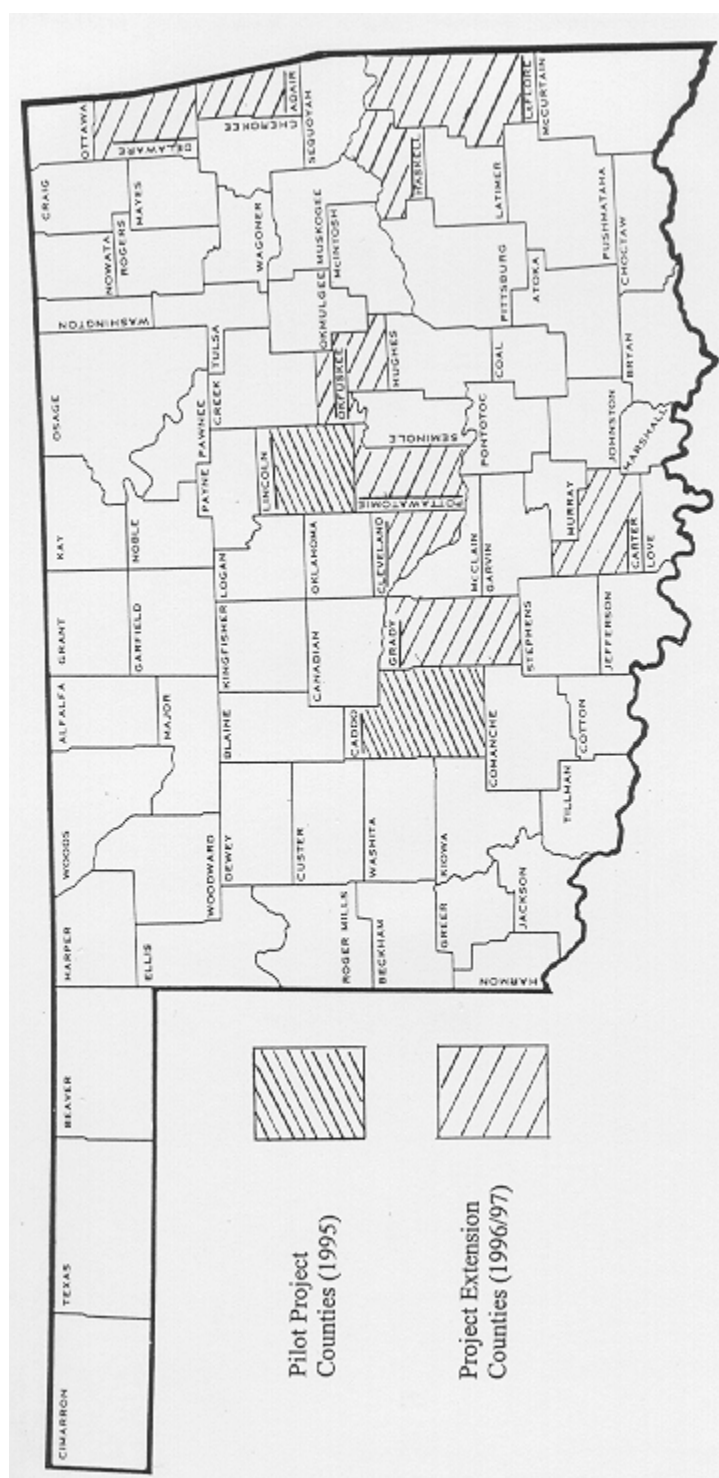 CIMARRON
TEXAS
BEAVER
HARPER
WOODS
ALFALFA
GRANT
KAY
OSAGE
WASHINGTON
NOWATA
CRAIG
OTTAWA
ELLIS
WOODWARD
MAJOR
GARFIELD
NOBLE
PAWNEE
ROGERS
MAYES
DELAWARE
DEWEY
BLAINE
KINGFISHER
LOGAN
PAYNE
CREEK
TULSA
WAGONER
CHEROKEE
ADAIR
ROGER MILLS
CUSTER
CANADIAN
OKLAHOMA
LINCOLN
OKFUSKEE
OKMULGEE
MUSKOGEE
MCINTOSH
SEQUOYAH
BECKHAM
WASHITA
CADDO
GRADY
CLEVELAND
POTTAWATOMIE
SEMINOLE
HUGHES
HASKELL
GREER
KIOWA
COMANCHE
MCCLAIN
GARVIN
PONTOTOC
PITTSBURG
LATIMER
LEFLORE
HARMON
JACKSON
TILLMAN
COTTON
STEPHENS
MURRAY
COAL
ATOKA
PUSHMATAHA
MCCURTAIN
JEFFERSON
CARTER
LOVE
JOHNSTON
MARSHALL
BRYAN
CHOCTAW
Pilot Project
Counties (1995)
Project Extension
Counties (1996/97)